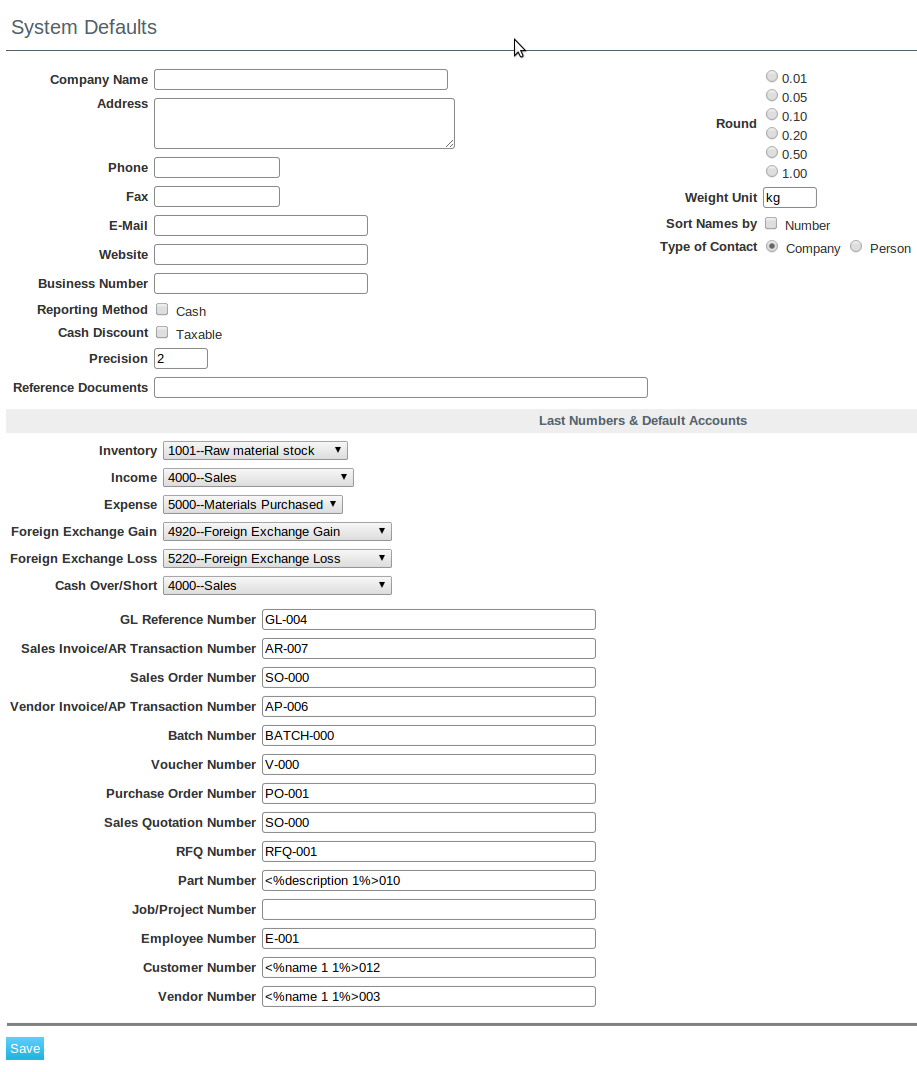 System Defaults
Company Name
Address
Phone
Fax
E-Mail
Website
Business Number
Reporting Method Cash
Cash Discount Taxable
Precision 2
Reference Documents
Round
0.01
0.05
0.10
0.20
0.50
1.00
Weight Unit kg
Sort Names by Number
Type of Contact Company Person
Last Numbers & Default Accounts
Inventory 1001--Raw material stock
Income 4000--Sales
Expense 5000--Materials Purchased
Foreign Exchange Gain 4920--Foreign Exchange Gain
Foreign Exchange Loss 5220--Foreign Exchange Loss
Cash Over/Short 4000--Sales
GL Reference Number GL-004
Sales Invoice/AR Transaction Number AR-007
Sales Order Number SO-000
Vendor Invoice/AP Transaction Number AP-006
Batch Number BATCH-000
Voucher Number V-000
Purchase Order Number PO-001
Sales Quotation Number SO-000
RFQ Number RFQ-001
Part Number <%description 1%>010
Job/Project Number
Employee Number E-001
Customer Number <%name 1 1%>012
Vendor Number <%name 1 1%>003
Save